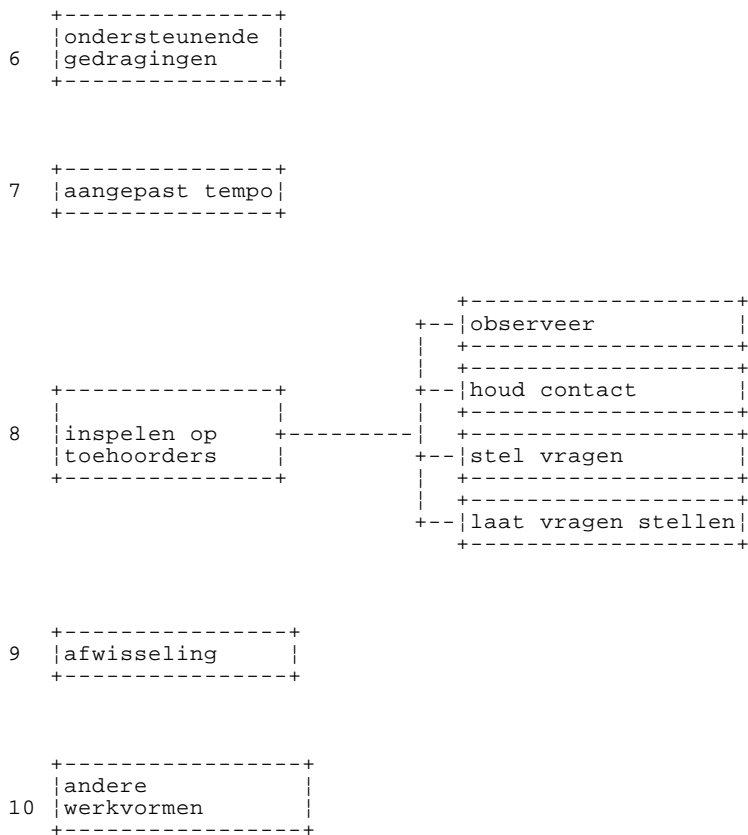 ondersteunende
6 gedragingen
7 aangepast tempo
observeer
houd contact
8 inspelen op
toehoorders
stel vragen
laat vragen stellen
9 afwisseling
andere
10 werkvormen